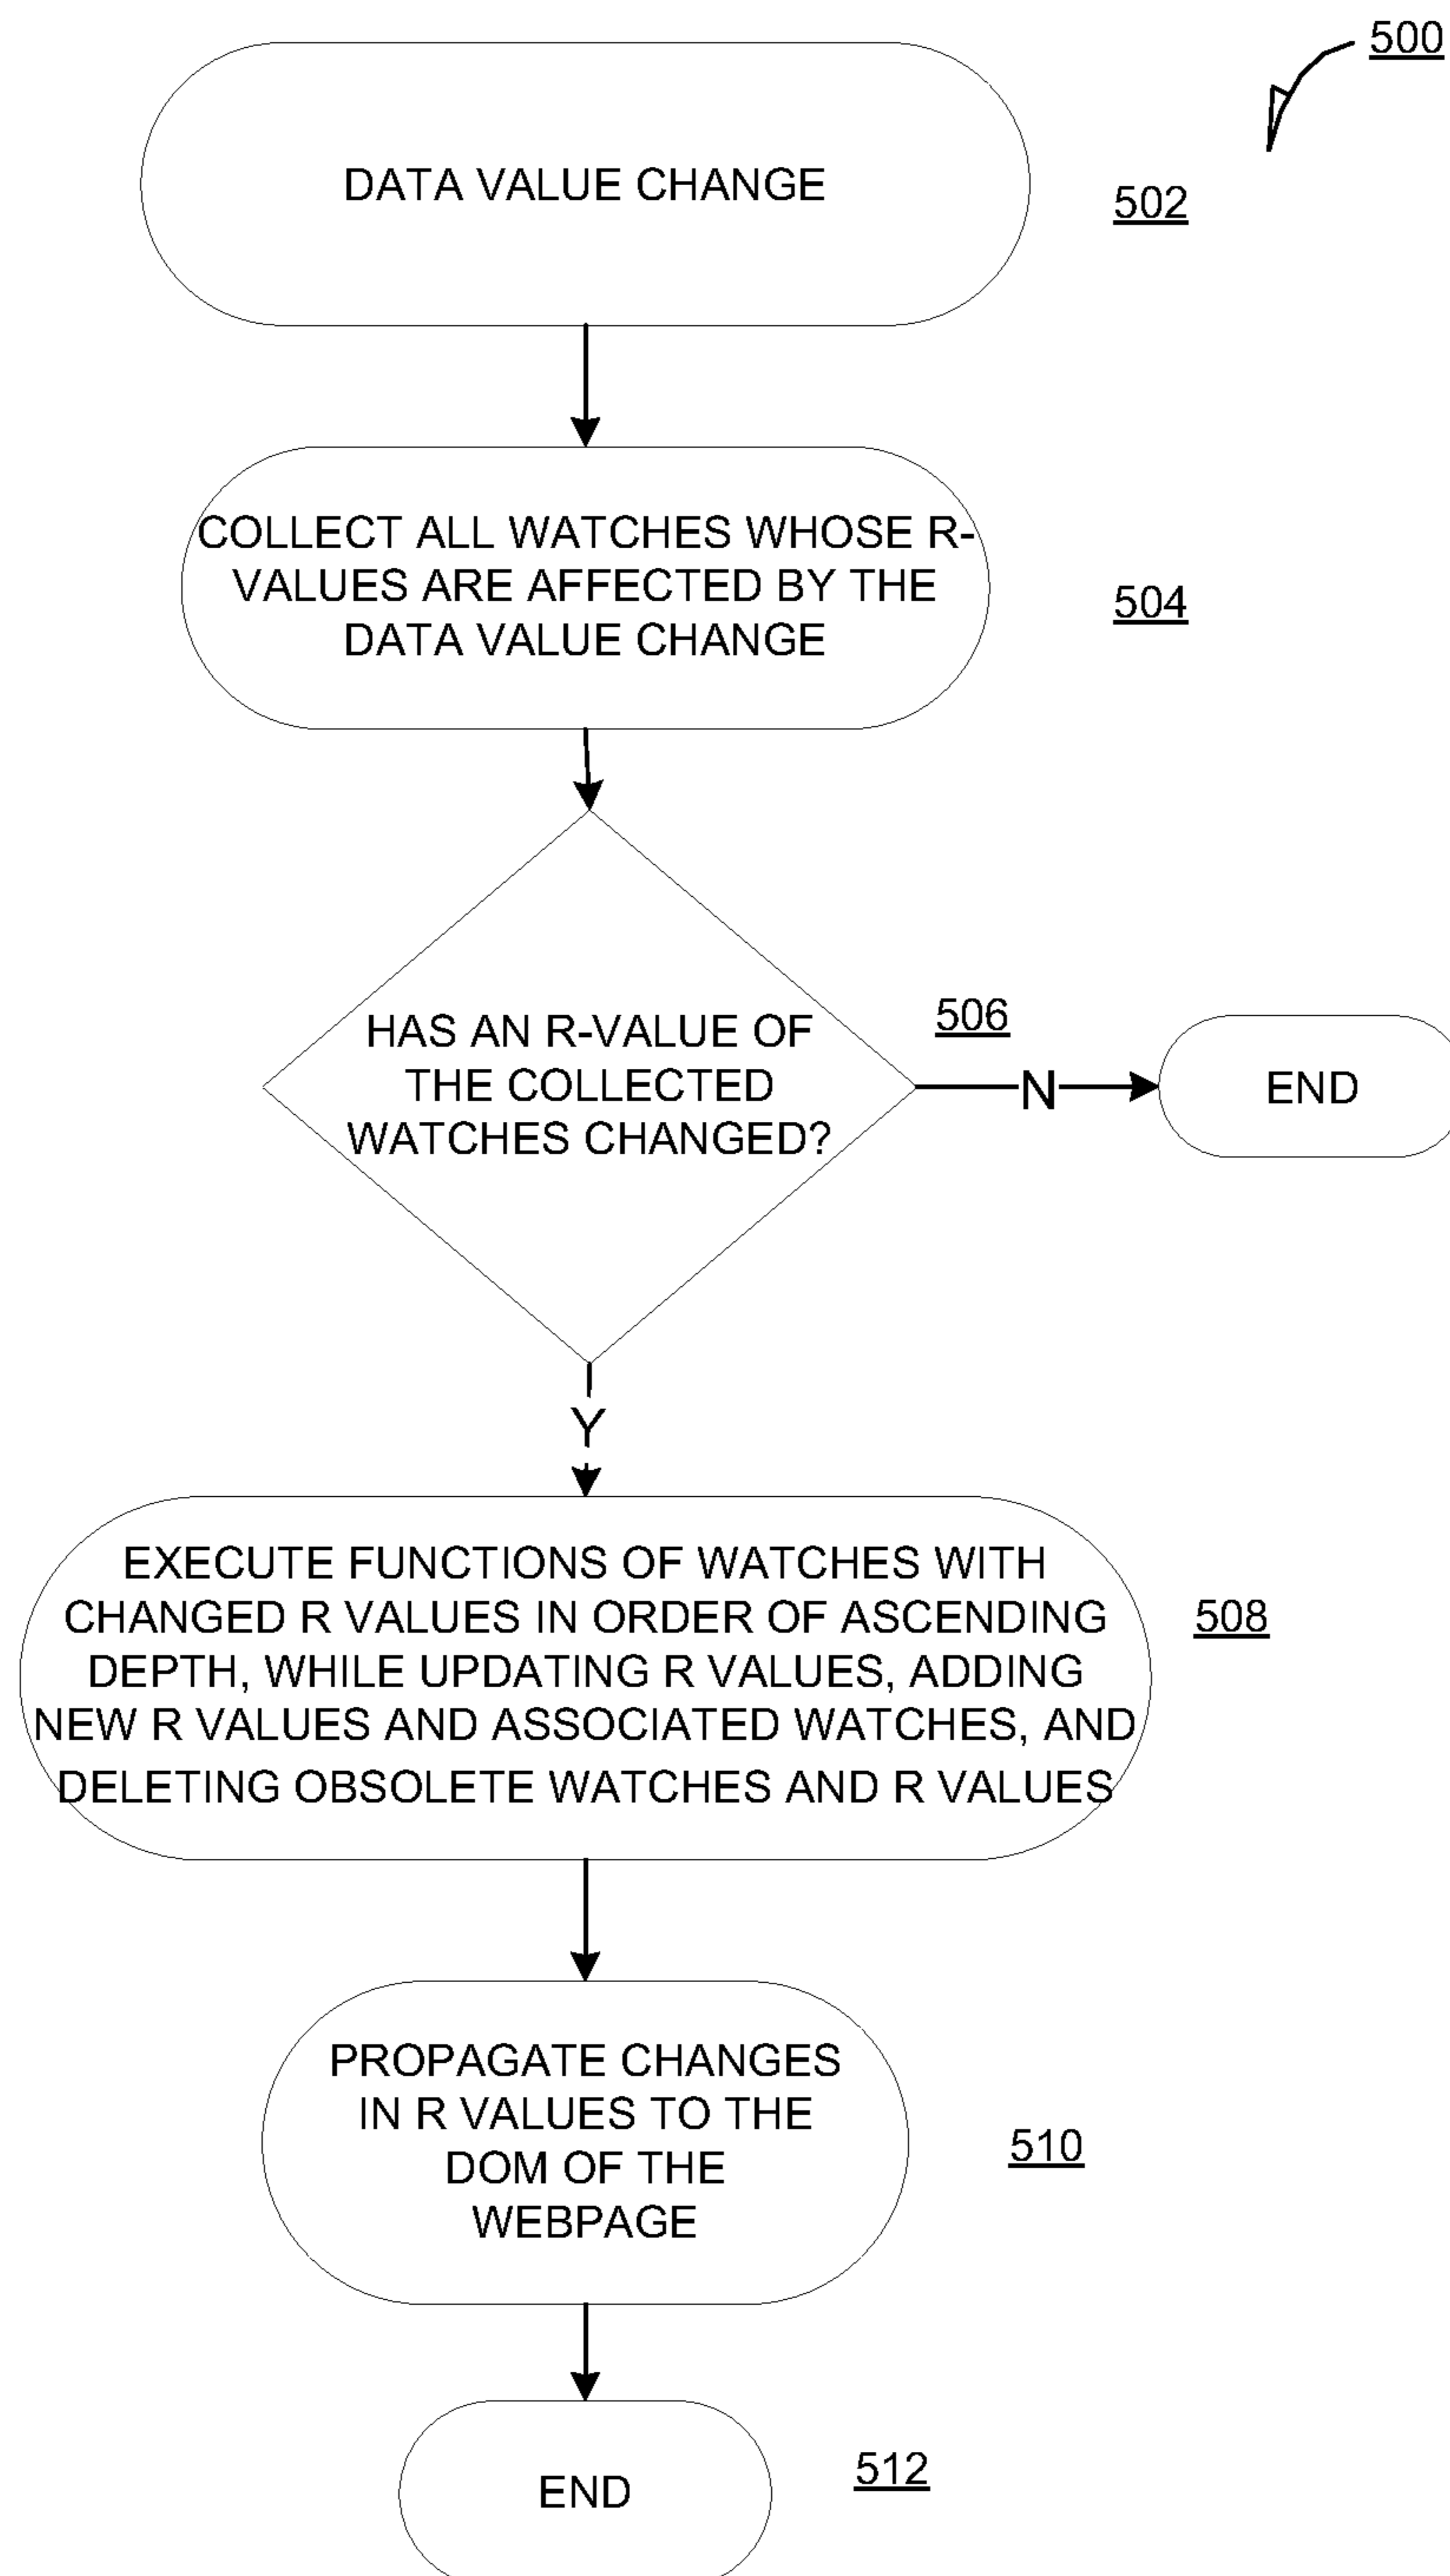 500
DATA VALUE CHANGE
502
COLLECT ALL WATCHES WHOSE R-
VALUES ARE AFFECTED BY THE
DATA VALUE CHANGE
504
HAS AN R-VALUE OF
THE COLLECTED
WATCHES CHANGED?
506
N
END
Y
EXECUTE FUNCTIONS OF WATCHES WITH
CHANGED R VALUES IN ORDER OF ASCENDING
DEPTH, WHILE UPDATING R VALUES, ADDING
NEW R VALUES AND ASSOCIATED WATCHES, AND
DELETING OBSOLETE WATCHES AND R VALUES
508
PROPAGATE CHANGES
IN R VALUES TO THE
DOM OF THE
WEBPAGE
510
END
512